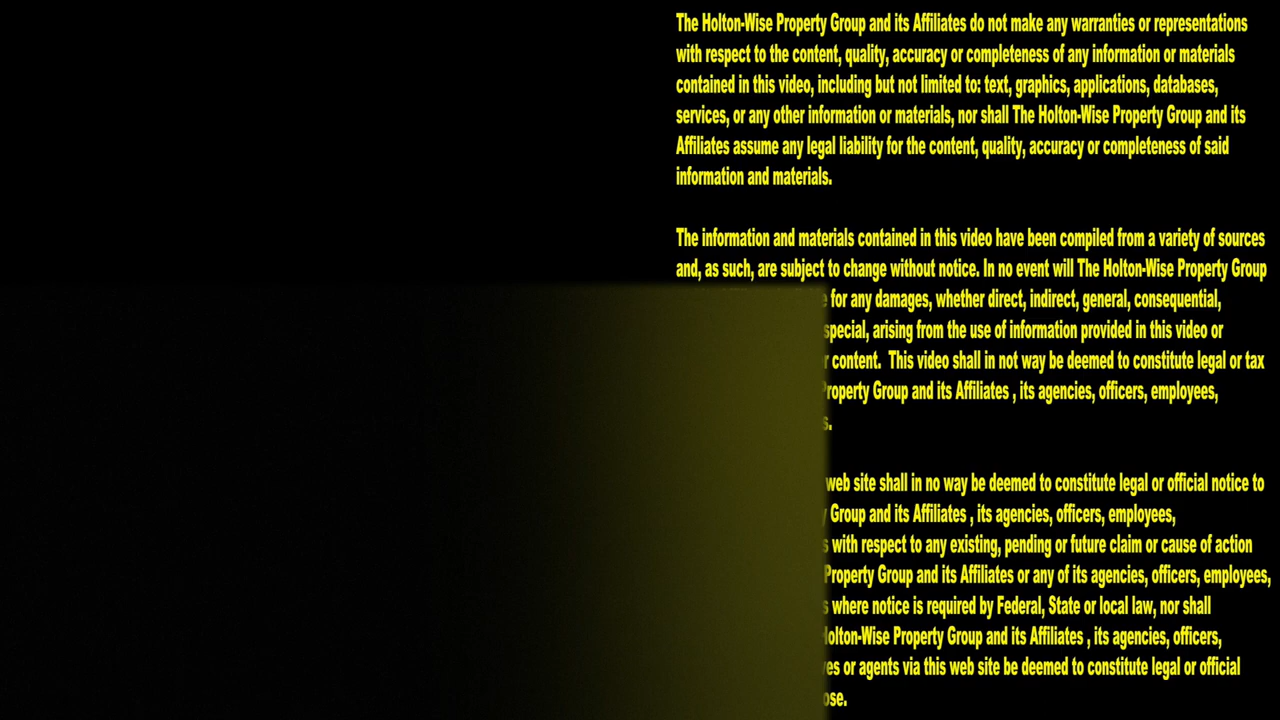 The Holton-Wise Property Group and its Affiliates do not make any warranties or representations
with respect to the content, quality, accuracy or completeness of any information or materials
contained in this video, including but not limited to: text, graphics, applications, databases,
services, or any other information or materials, nor shall The Holton-Wise Property Group and its
Affiliates assume any legal liability for the content, quality, accuracy or completeness of said
information and materials.
The information and materials contained in this video have been compiled from a variety of sources
and, as such, are subject to change without notice. In no event will The Holton-Wise Property Group
for any damages, whether direct, indirect, general, consequential,
special, arising from the use of information provided in this video or
content. This video shall in not way be deemed to constitute legal or tax
Property Group and its Affiliates , its agencies, officers, employees,
web site shall in no way be deemed to constitute legal or official notice to
Group and its Affiliates , its agencies, officers, employees,
with respect to any existing, pending or future claim or cause of action
Property Group and its Affiliates or any of its agencies, officers, employees,
where notice is required by Federal, State or local law, nor shall
Holton-Wise Property Group and its Affiliates , its agencies, officers,
or agents via this web site be deemed to constitute legal or official